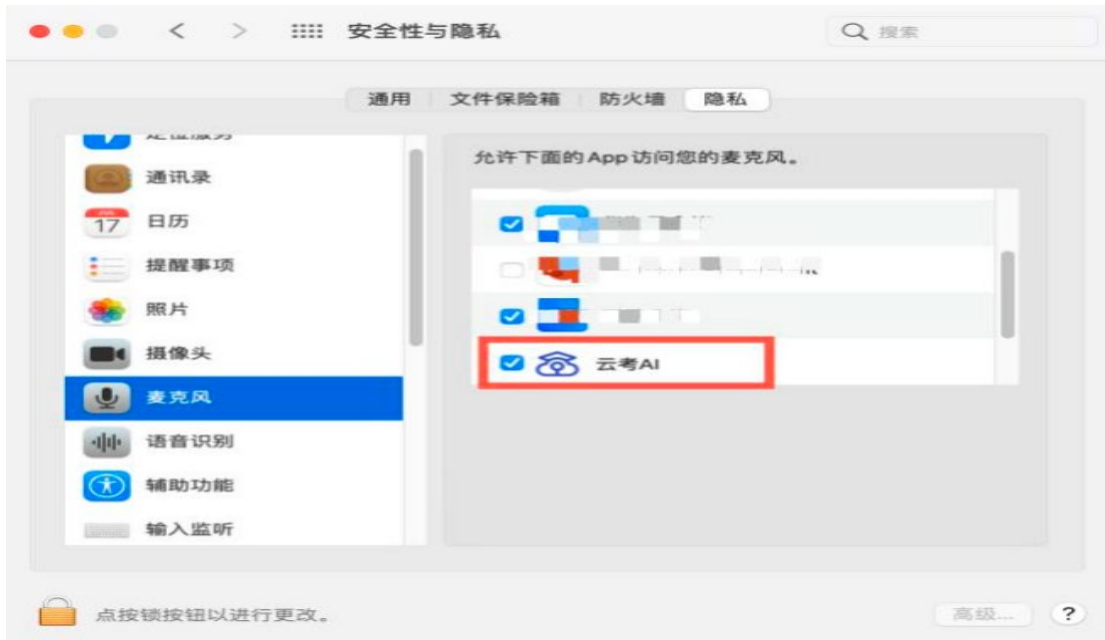 安全性与隐私
搜索
通用 文件保险箱 防火墙 隐私
定位服务
通讯录
日历
17
提醒事项
照片
摄像头
麦克风
语音识别
辅助功能
输入监听
允许下面的App访问您的麦克风。
云考AI
点按锁按钮以进行更改。
高级... ?